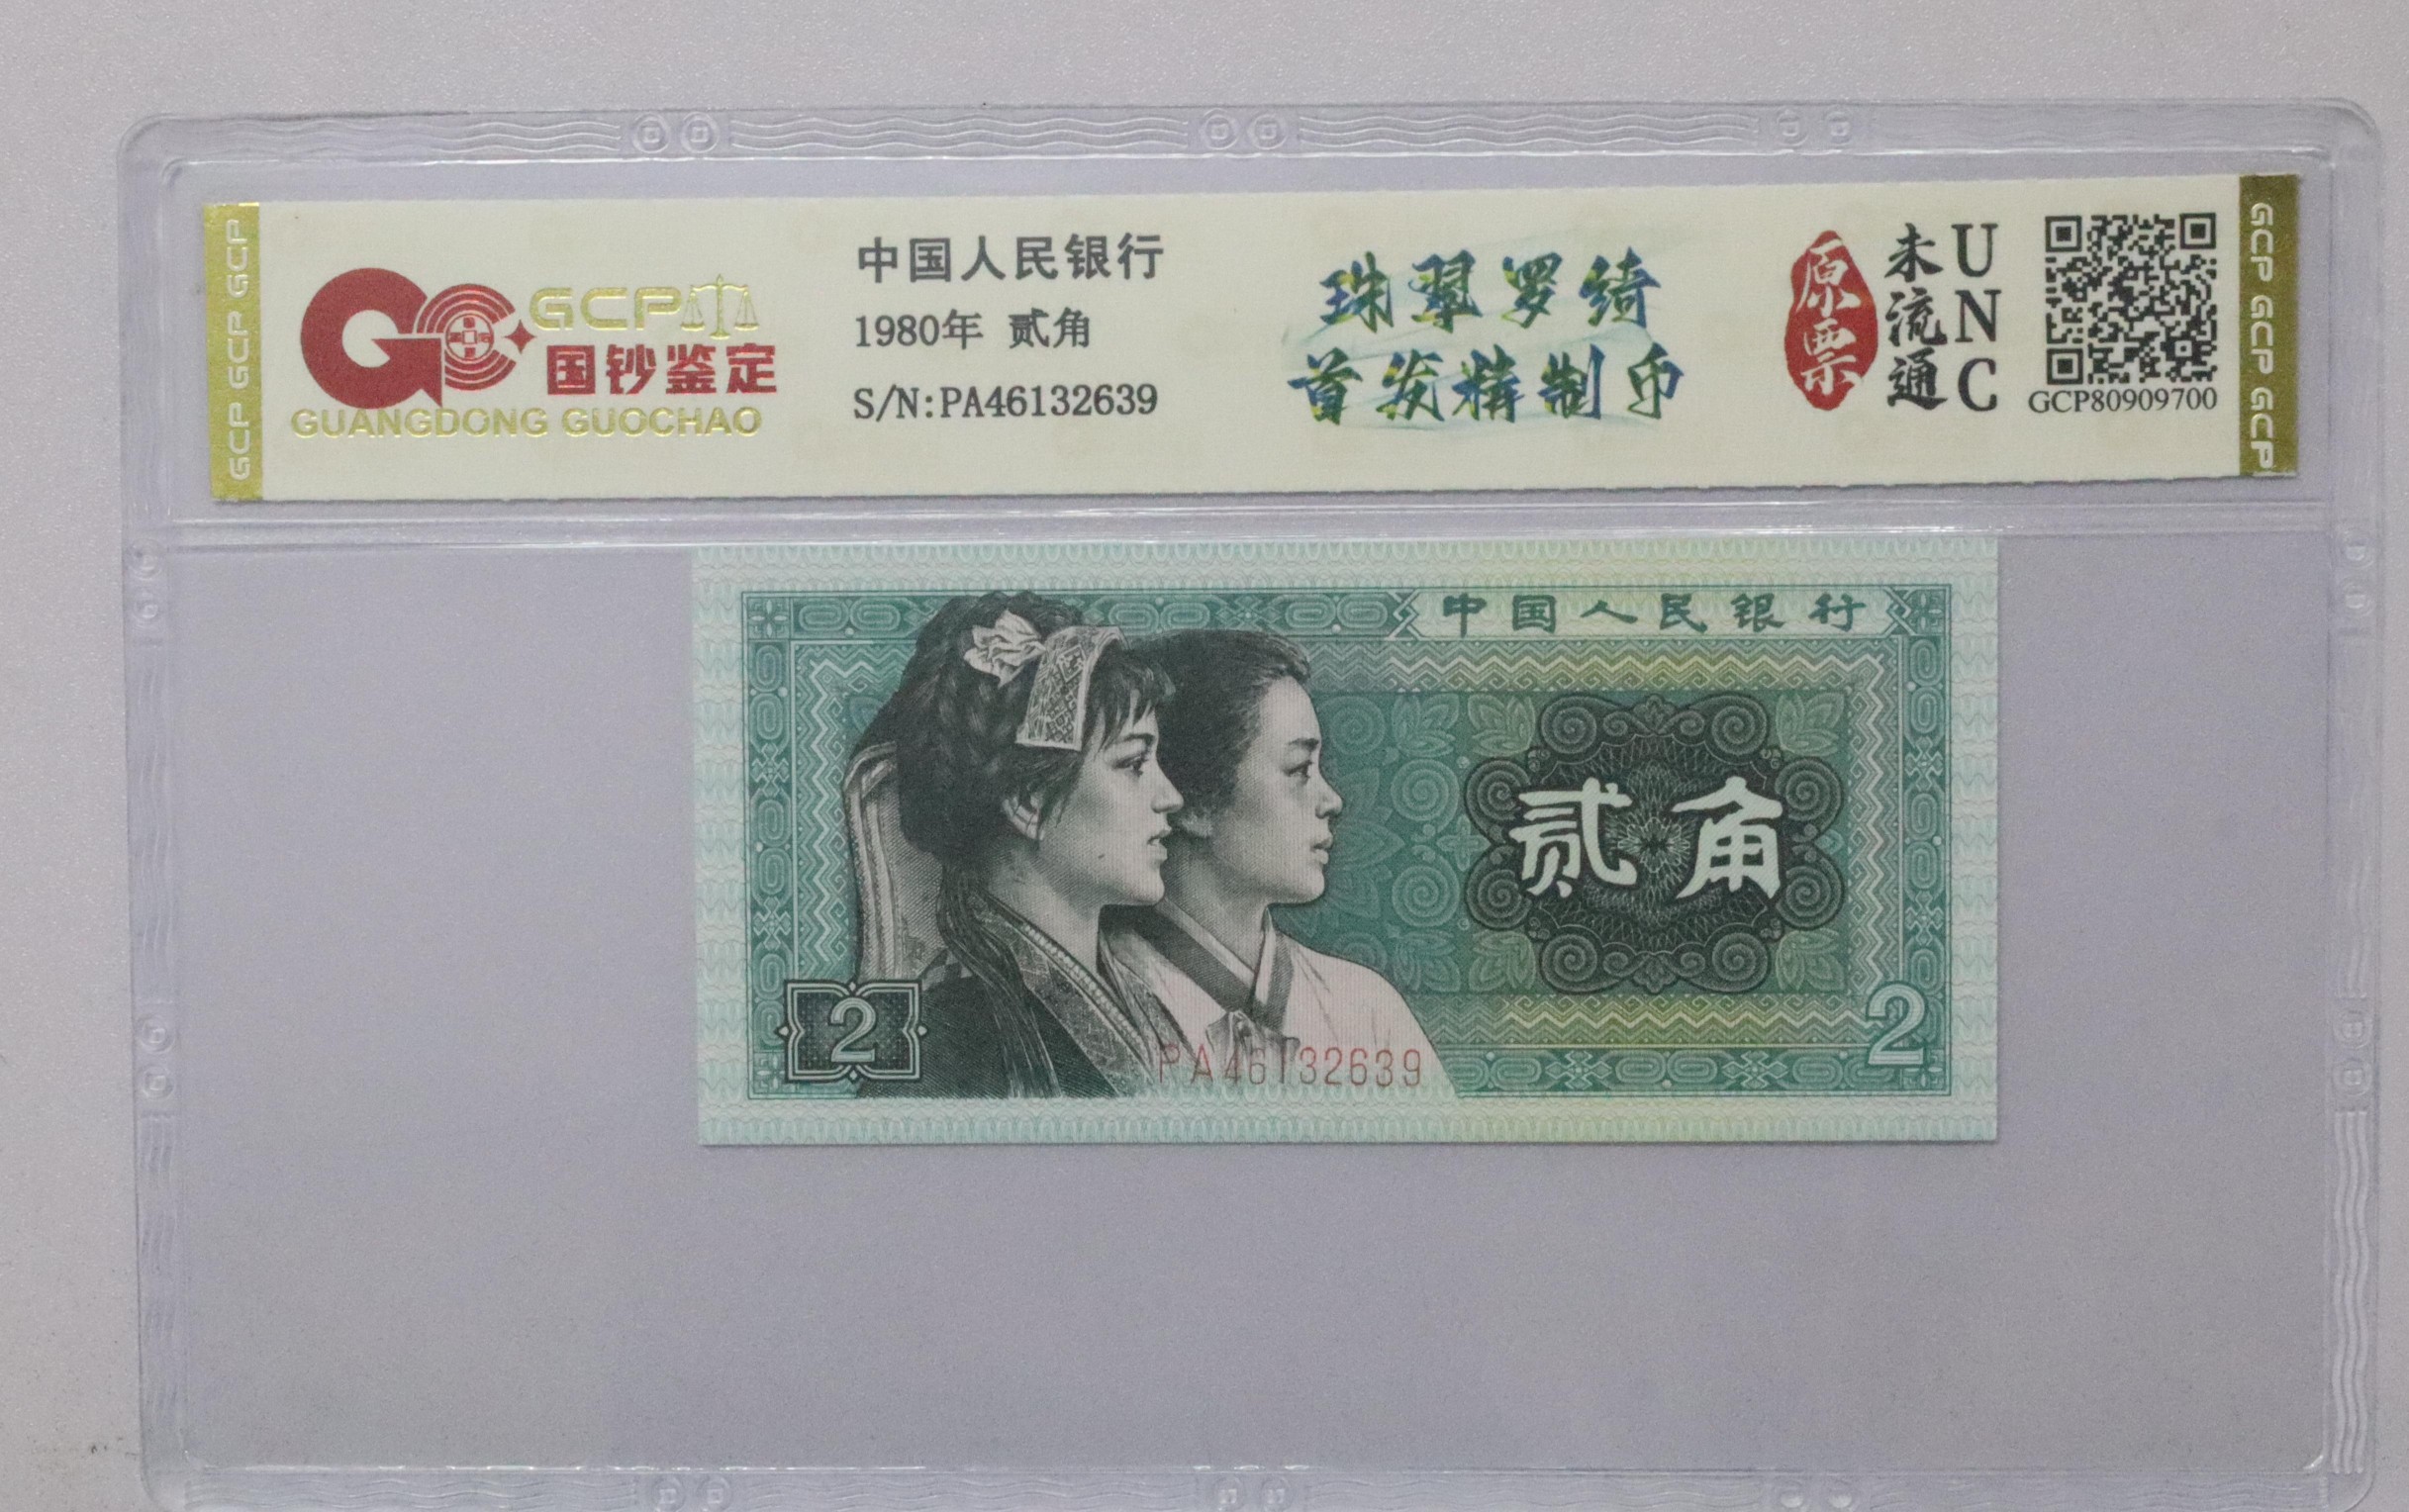 GCP GCP GCP
GCP
国钞鉴定
GUANGDONG GUOCHAO
中国人民银行
1980年 贰角
S/N:PA46132639
珠翠罗绮
首发精制币
原票
未流通
UNC
GCP80909700
GCP GCP GCP
中国人民银行
贰角
2
PA46132639
2